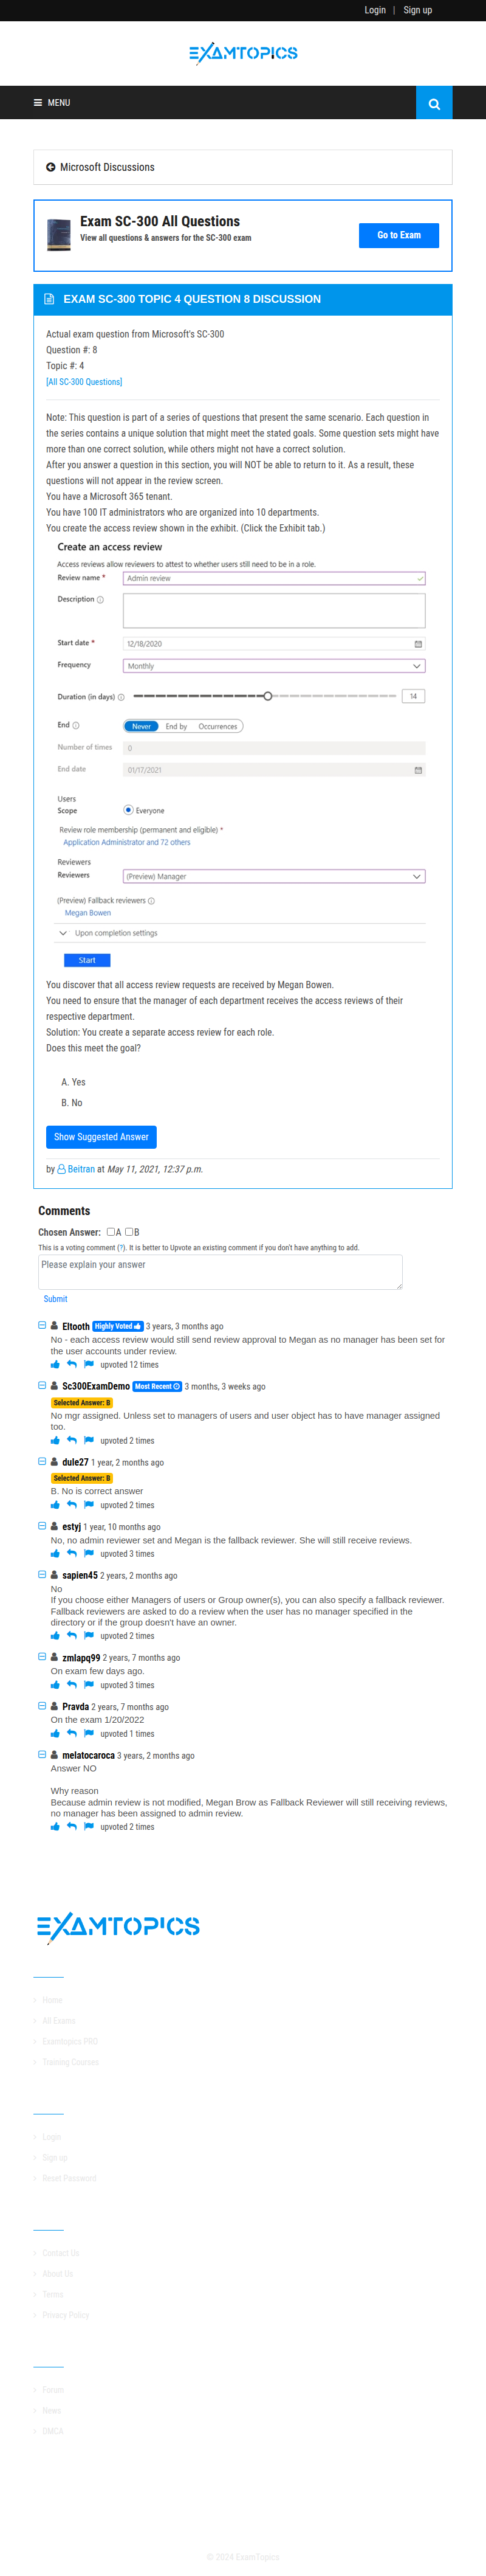 Login | Sign up
EXAMTOPICS
MENU
Microsoft Discussions
Exam SC-300 All Questions
View all questions & answers for the SC-300 exam
Go to Exam
EXAM SC-300 TOPIC 4 QUESTION 8 DISCUSSION
Actual exam question from Microsoft's SC-300
Question #: 8
Topic #: 4
[All SC-300 Questions]
Note: This question is part of a series of questions that present the same scenario. Each question in
the series contains a unique solution that might meet the stated goals. Some question sets might have
more than one correct solution, while others might not have a correct solution.
After you answer a question in this section, you will NOT be able to return to it. As a result, these
questions will not appear in the review screen.
You have a Microsoft 365 tenant.
You have 100 IT administrators who are organized into 10 departments.
You create the access review shown in the exhibit. (Click the Exhibit tab.)
Create an access review
Access reviews allow reviewers to attest to whether users still need to be in a role.
Review name * Admin review
Description
Start date * 12/18/2020
Frequency Monthly
Duration (in days) 14
End Never End by Occurrences
Number of times 0
End date 01/17/2021
Users
Scope Everyone
Review role membership (permanent and eligible) *
Application Administrator and 72 others
Reviewers
Reviewers (Preview) Manager
(Preview) Fallback reviewers
Megan Bowen
Upon completion settings
Start
You discover that all access review requests are received by Megan Bowen.
You need to ensure that the manager of each department receives the access reviews of their
respective department.
Solution: You create a separate access review for each role.
Does this meet the goal?
A. Yes
B. No
Show Suggested Answer
by Beitran at May 11, 2021, 12:37 p.m.
Comments
Chosen Answer: A B
This is a voting comment (?). It is better to Upvote an existing comment if you don't have anything to add.
Please explain your answer
Submit
Eltooth Highly Voted 3 years, 3 months ago
No - each access review would still send review approval to Megan as no manager has been set for
the user accounts under review.
upvoted 12 times
Sc300ExamDemo Most Recent 3 months, 3 weeks ago
Selected Answer: B
No mgr assigned. Unless set to managers of users and user object has to have manager assigned
too.
upvoted 2 times
dule27 1 year, 2 months ago
Selected Answer: B
B. No is correct answer
upvoted 2 times
estyj 1 year, 10 months ago
No, no admin reviewer set and Megan is the fallback reviewer. She will still receive reviews.
upvoted 3 times
sapien45 2 years, 2 months ago
No
If you choose either Managers of users or Group owner(s), you can also specify a fallback reviewer.
Fallback reviewers are asked to do a review when the user has no manager specified in the
directory or if the group doesn't have an owner.
upvoted 2 times
zmlapq99 2 years, 7 months ago
On exam few days ago.
upvoted 3 times
Pravda 2 years, 7 months ago
On the exam 1/20/2022
upvoted 1 times
melatocaroca 3 years, 2 months ago
Answer NO
Why reason
Because admin review is not modified, Megan Brow as Fallback Reviewer will still receiving reviews,
no manager has been assigned to admin review.
upvoted 2 times
EXAMTOPICS
Home
All Exams
Examtopics PRO
Training Courses
Login
Sign up
Reset Password
Contact Us
About Us
Terms
Privacy Policy
Forum
News
DMCA
© 2024 ExamTopics